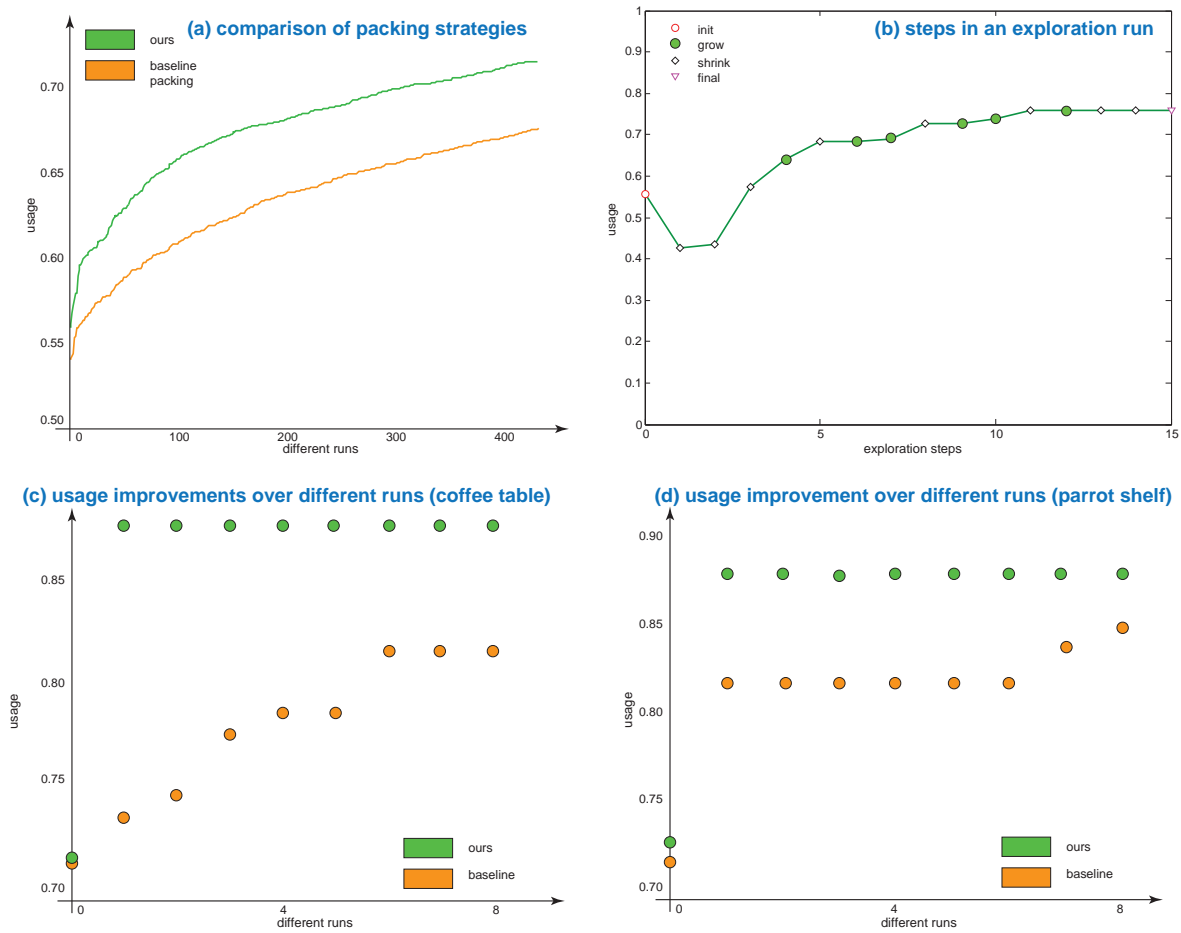 (a) comparison of packing strategies
ours
baseline
packing
0.70
0.65
0.60
0.55
0.50
usage
0
100
200
300
400
different runs
(b) steps in an exploration run
init
grow
shrink
final
1
0.9
0.8
0.7
0.6
0.5
0.4
0.3
0.2
0.1
0
usage
0
5
10
15
exploration steps
(c) usage improvements over different runs (coffee table)
0.85
0.80
0.75
0.70
usage
ours
baseline
0
4
8
different runs
(d) usage improvement over different runs (parrot shelf)
0.90
0.85
0.80
0.75
0.70
usage
ours
baseline
0
4
8
different runs